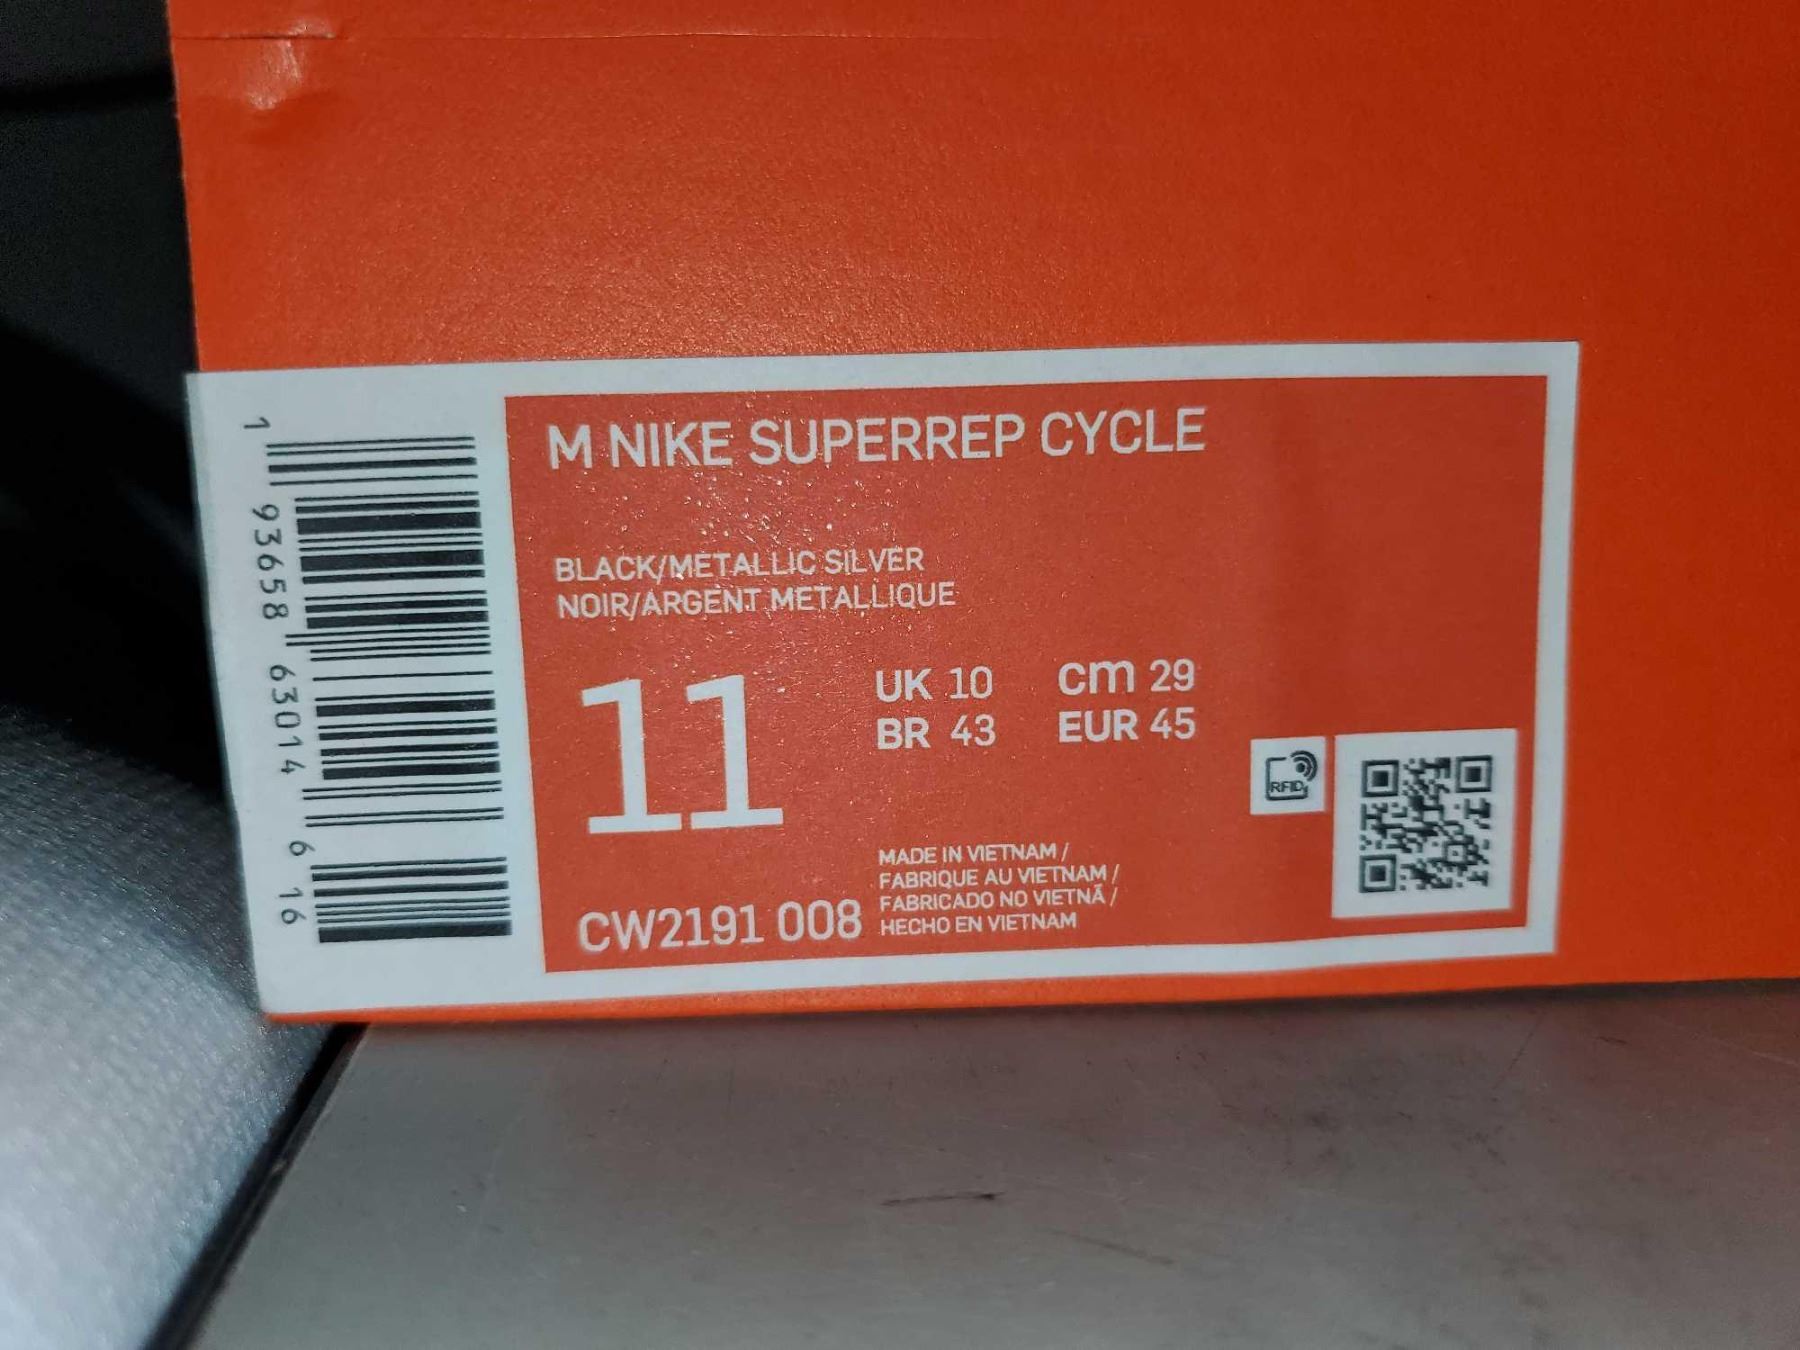 M NIKE SUPERREP CYCLE
BLACK/METALLIC SILVER
NOIR/ARGENT METALLIQUE
11
UK 10 cm 29
BR 43 EUR 45
RFID
MADE IN VIETNAM /
FABRIQUE AU VIETNAM /
FABRICADO NO VIETNÃ /
HECHO EN VIETNAM
CW2191 008
1 93658 63014 6 16